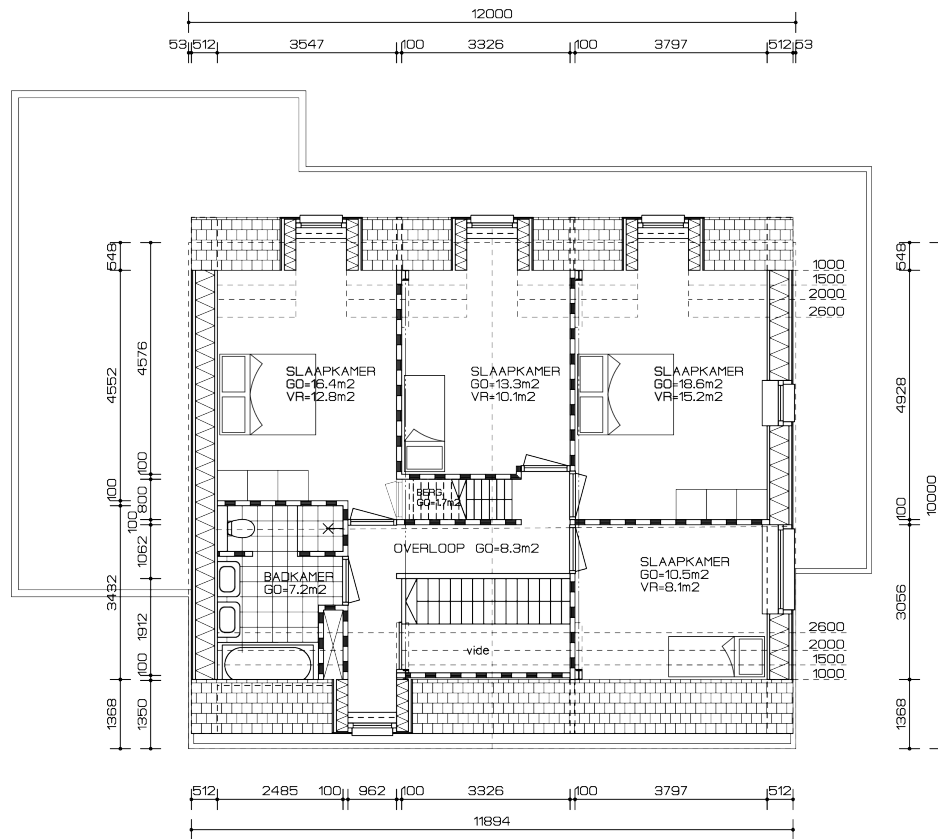 12000
53 512 3547 100 3326 100 3797 512 53
548
548
1000
1500
2000
2600
4576
4552
4928
SLAAPKAMER
GO=16.4m2
VR=12.8m2
SLAAPKAMER
GO=13.3m2
VR=10.1m2
SLAAPKAMER
GO=18.6m2
VR=15.2m2
100
100
800
100
100
10000
BERG.
GO=1.7m2
OVERLOOP GO=8.3m2
1062
SLAAPKAMER
GO=10.5m2
VR=8.1m2
BADKAMER
GO=7.2m2
3432
3056
1912
2600
vide
2000
1500
1000
100
1368
1350
1368
512 2485 100 962 100 3326 100 3797 512
11894